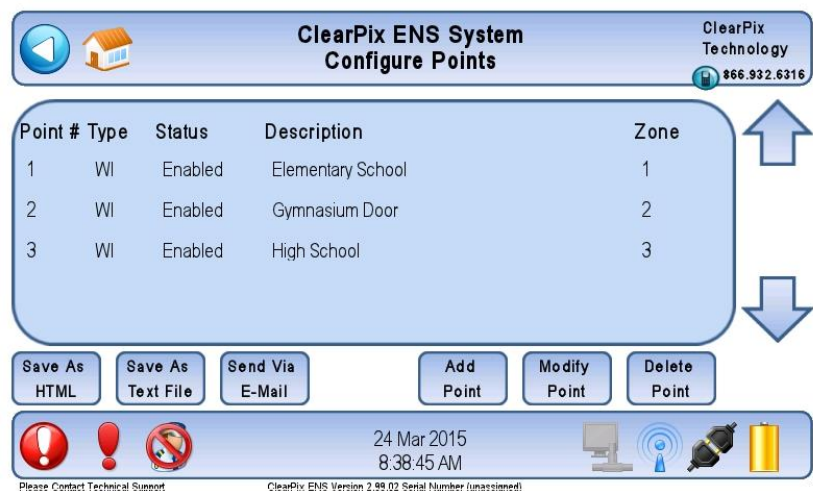 ClearPix ENS System
Configure Points
ClearPix
Technology
866.932.6316
Point # Type Status Description Zone
1 WI Enabled Elementary School 1
2 WI Enabled Gymnasium Door 2
3 WI Enabled High School 3
Save As HTML
Save As Text File
Send Via E-Mail
Add Point
Modify Point
Delete Point
24 Mar 2015
8:38:45 AM
Please Contact Technical Support
ClearPix ENS Version 2.99.02 Serial Number (unassigned)